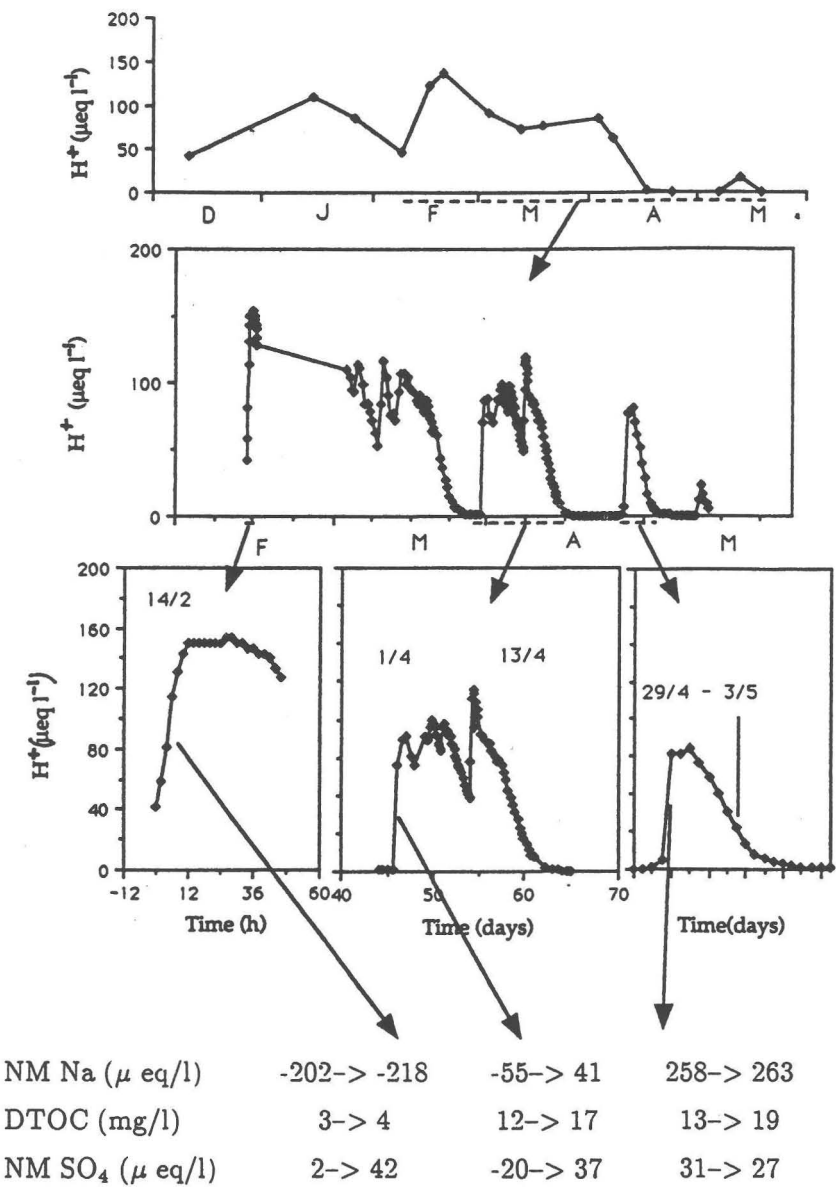 200
150
100
50
0
H⁺ (μeq l⁻¹)
D J F M A M
200
100
0
H⁺ (μeq l⁻¹)
F M A M
200
160
120
80
40
0
H⁺ (μeq l⁻¹)
14/2
1/4 13/4
29/4 - 3/5
-12 12 36 60 40 50 60 70
Time (h) Time (days) Time(days)
NM Na (μ eq/l) -202-> -218 -55-> 41 258-> 263
DTOC (mg/l) 3-> 4 12-> 17 13-> 19
NM SO₄ (μ eq/l) 2-> 42 -20-> 37 31-> 27